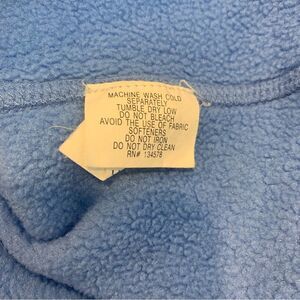 MACHINE WASH COLD
SEPARATELY
TUMBLE DRY LOW
DO NOT BLEACH
AVOID THE USE OF FABRIC
SOFTENERS
DO NOT IRON
DO NOT DRY CLEAN
RN# 134578